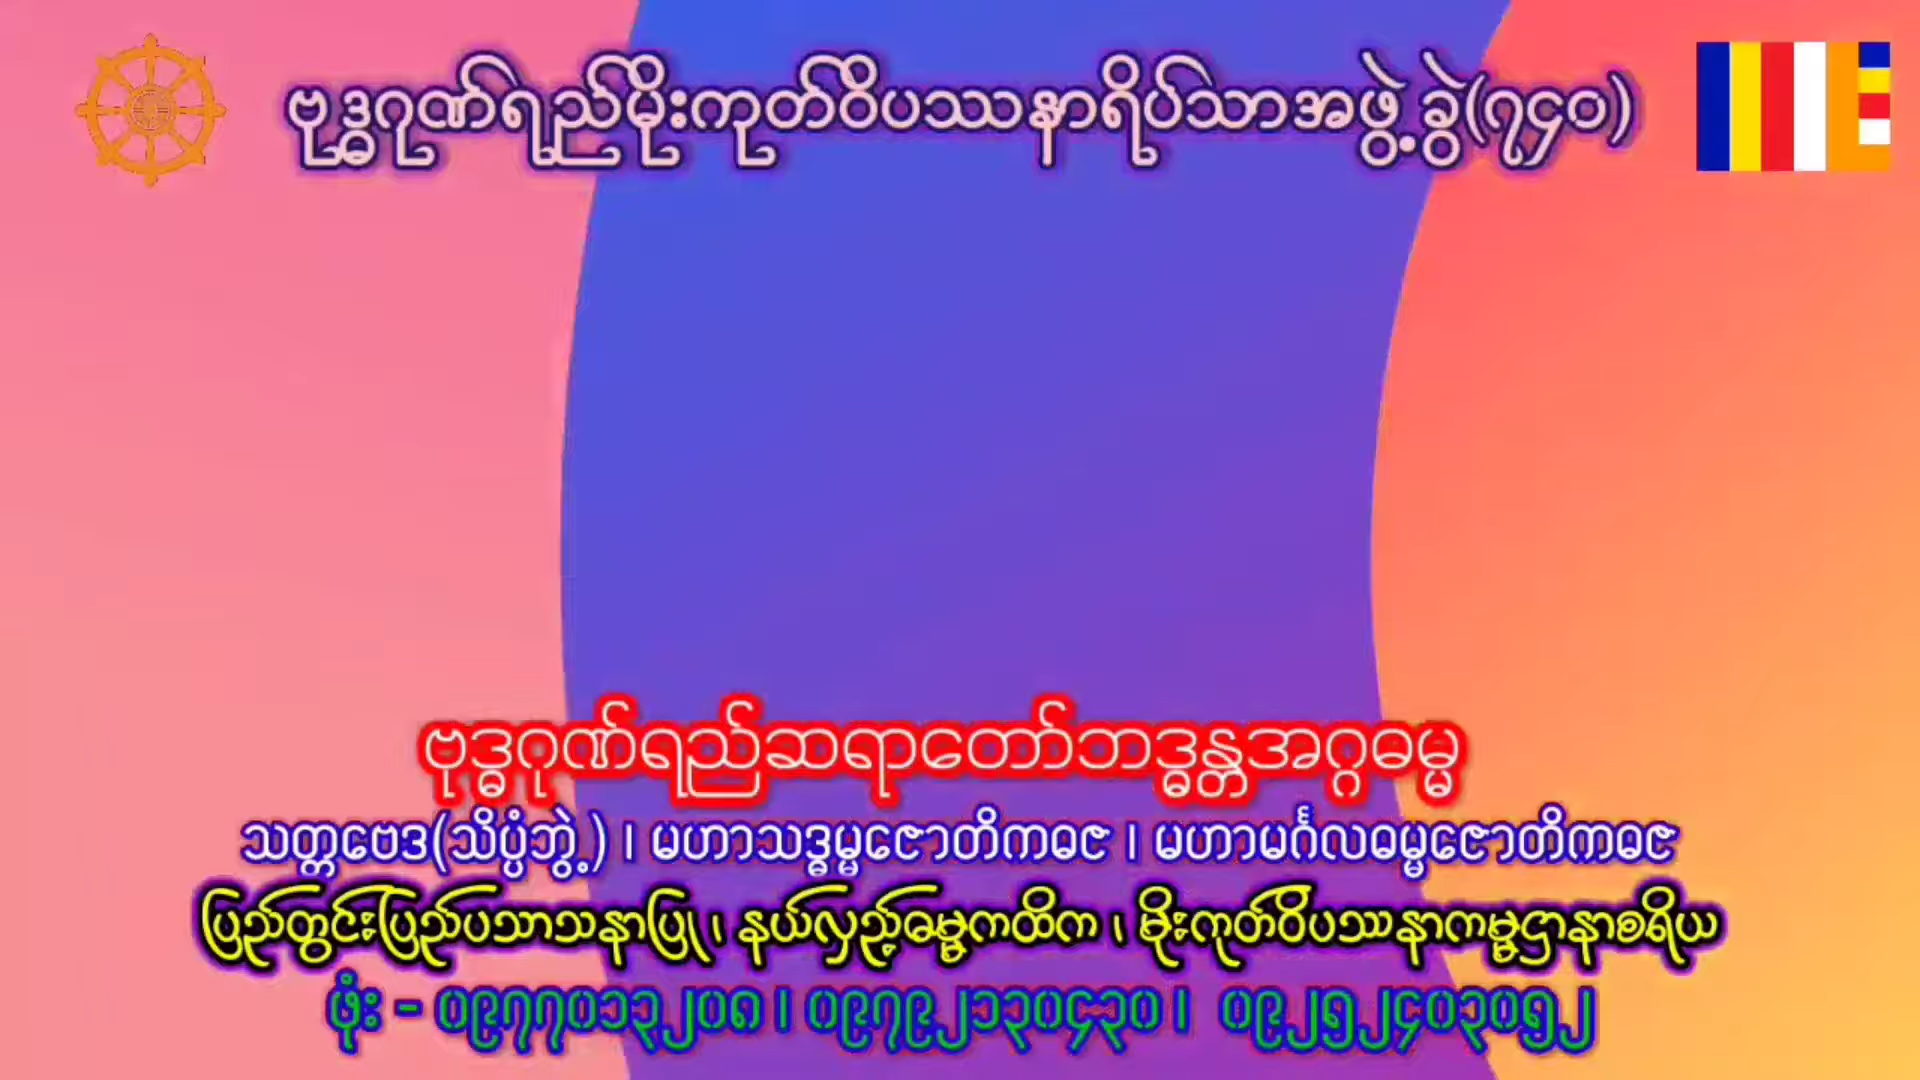 ဗုဒ္ဓဂုဏ်ရည်မိုးကုတ်ဝိပဿနာရိပ်သာအဖွဲ့ခွဲ(၇၄၀)
ဗုဒ္ဓဂုဏ်ရည်ဆရာတော်ဘဒ္ဓန္တအဂ္ဂဓမ္မ
သတ္တဗေဒ(သိပ္ပံဘွဲ့) ၊ မဟာသဒ္ဓမ္မဇောတိကဓဇ ၊ မဟာမင်္ဂလဓမ္မဇောတိကဓဇ
ပြည်တွင်းပြည်ပသာသနာပြု ၊ နယ်လှည့်ဓမ္မကထိက ၊ မိုးကုတ်ဝိပဿနာကမ္မဋ္ဌာနာစရိယ
ဖုံး - ၀၉၇၇၀၁၃၂၀၈ ၊ ၀၉၇၉၂၁၃၀၄၃၀ ၊ ၀၉၂၅၂၄၀၃၀၅၂